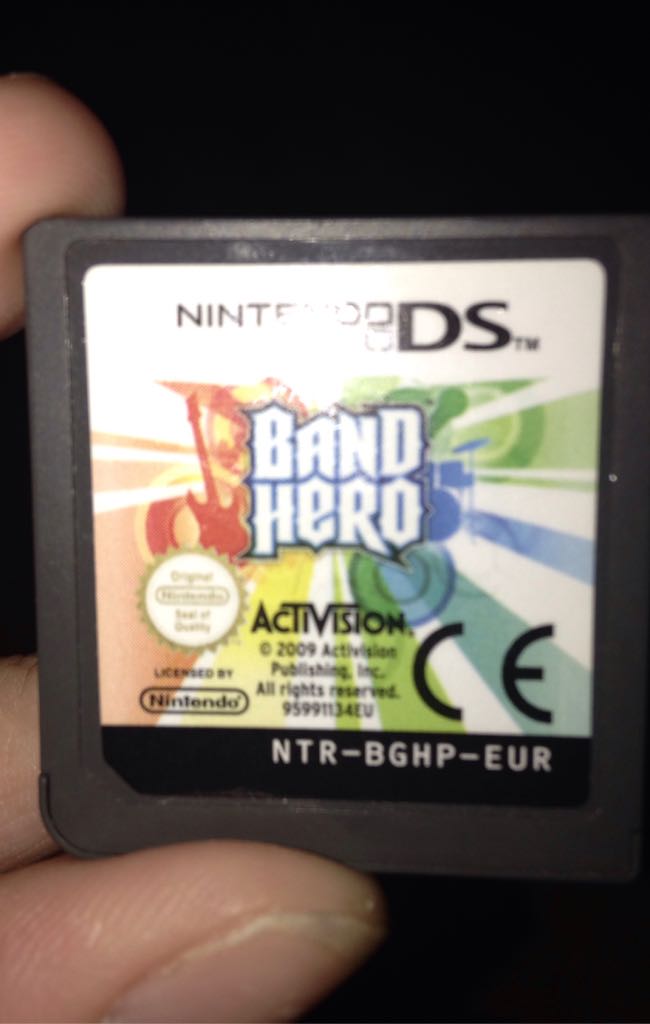 NINTENDO DS™
BAND
HERO
Original
Nintendo
Seal of
Quality
ACTIVISION.
© 2009 Activision
Publishing, Inc.
All rights reserved.
95991134EU
LICENSED BY
Nintendo
CE
NTR-BGHP-EUR